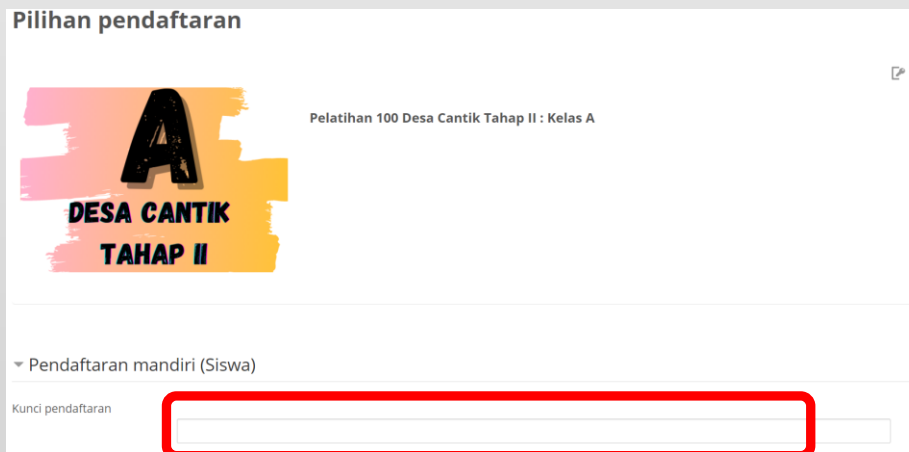 Pilihan pendaftaran
Pelatihan 100 Desa Cantik Tahap II : Kelas A
A
DESA CANTIK
TAHAP II
Pendaftaran mandiri (Siswa)
Kunci pendaftaran